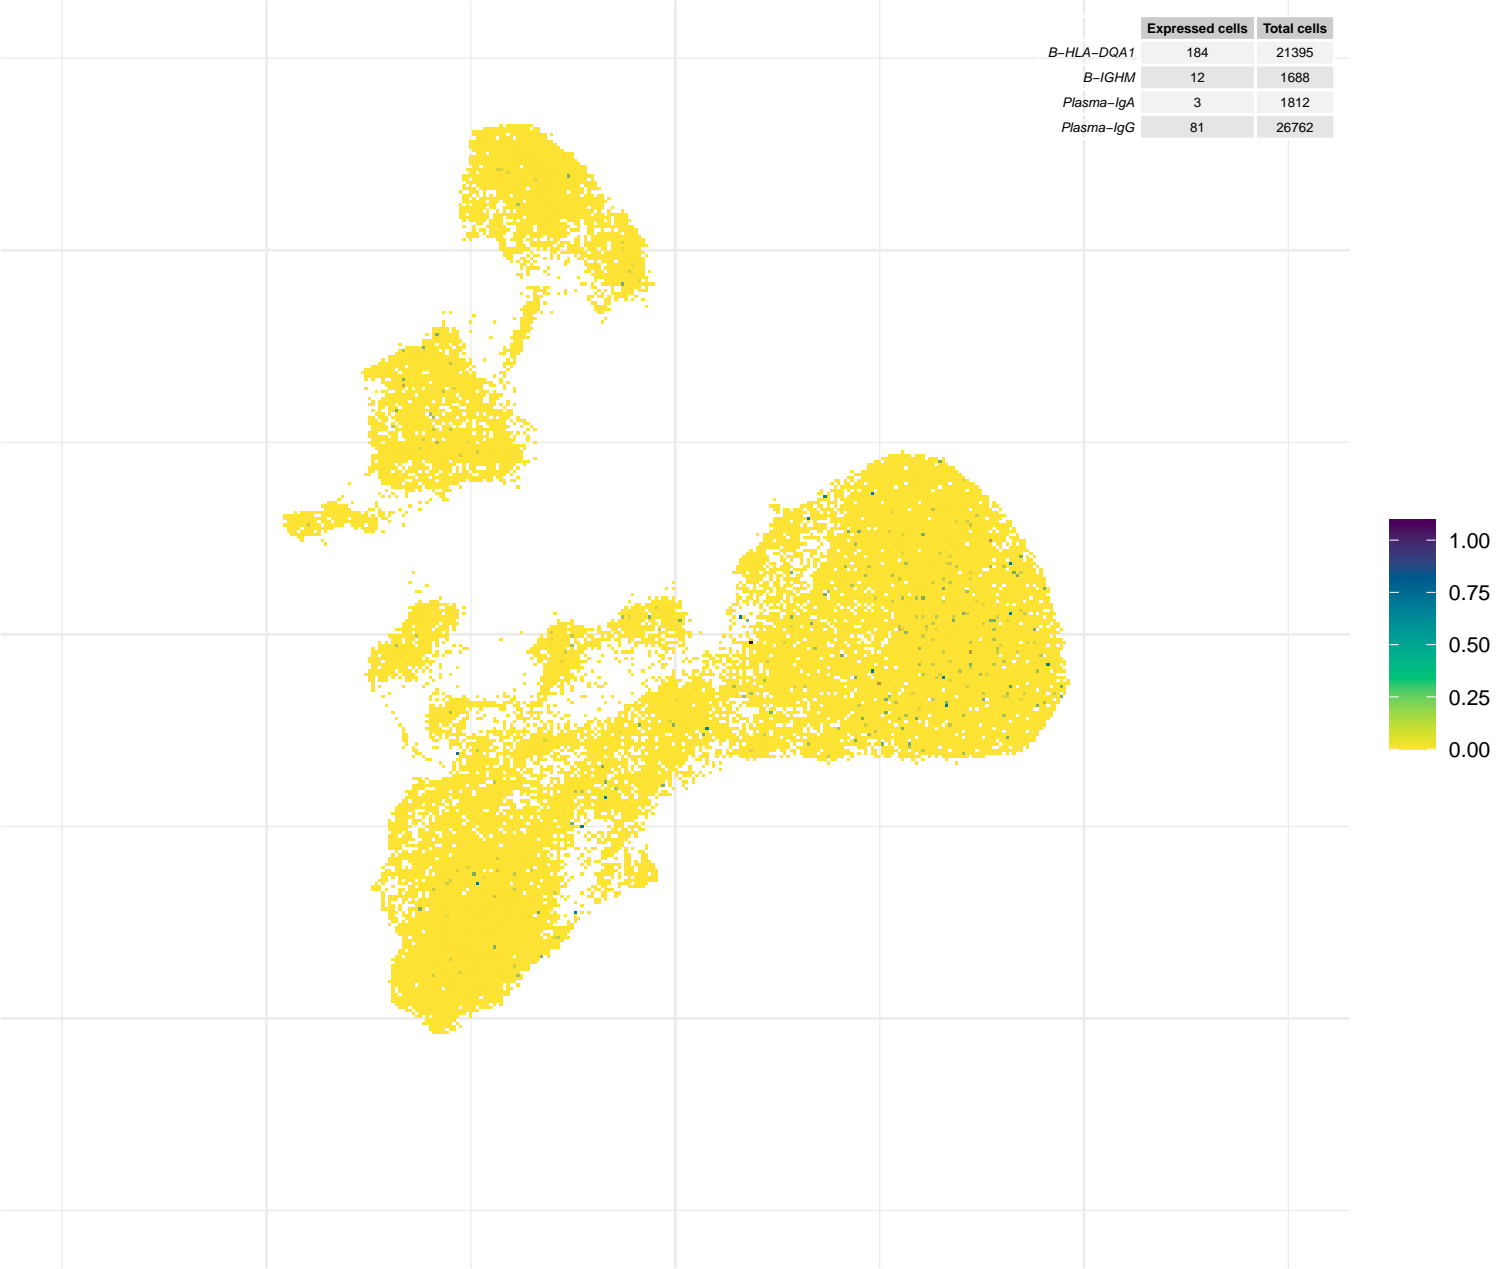 Expressed cells Total cells
B−HLA−DQA1 184 21395
B−IGHM 12 1688
Plasma−IgA 3 1812
Plasma−IgG 81 26762
1.00
0.75
0.50
0.25
0.00